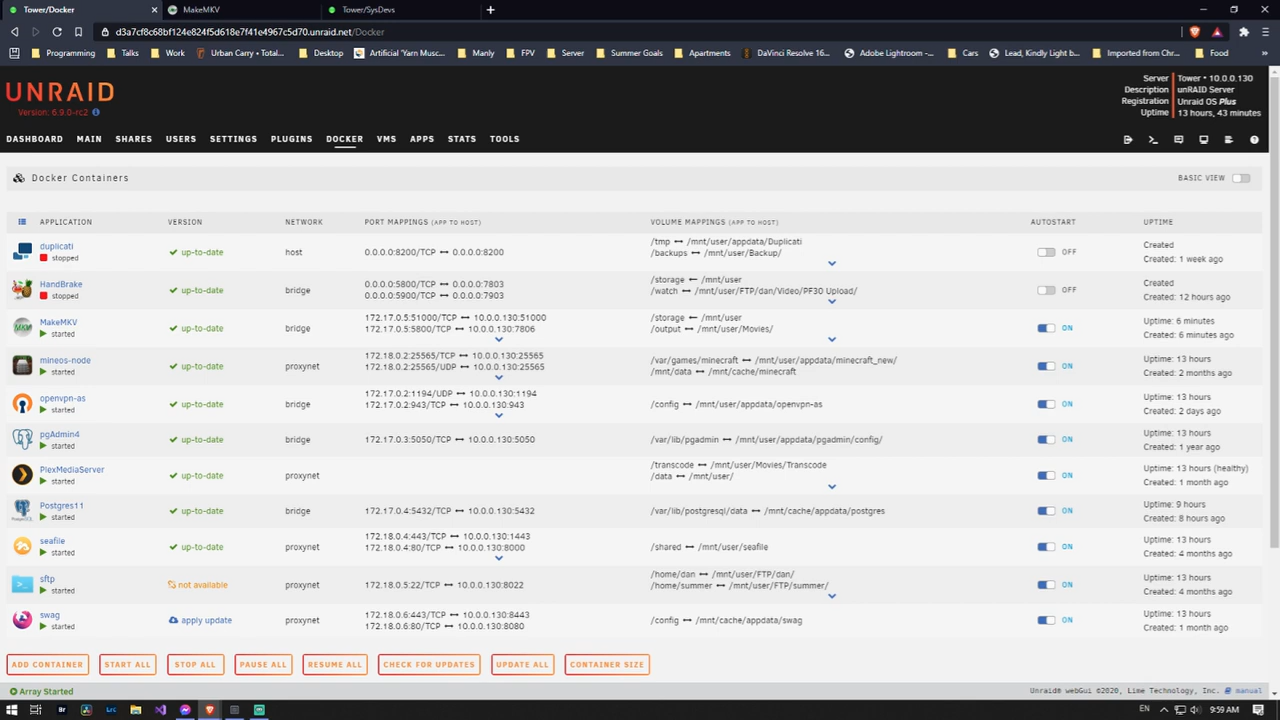 Tower/Docker
MakeMKV
Tower/SysDevs
d3a7cf8c68bf124e824f5d618e7f41e4967c5d70.unraid.net/Docker
Programming Talks Work Urban Carry • Total... Desktop Artificial 'Yarn Musc... Manly FPV Server Summer Goals Apartments DaVinci Resolve 16... Adobe Lightroom -... Cars Lead, Kindly Light b... Imported from Chr... Food
UNRAID
Version: 6.9.0-rc2
Server Tower • 10.0.0.130
Description unRAID Server
Registration Unraid OS Plus
Uptime 13 hours, 43 minutes
DASHBOARD MAIN SHARES USERS SETTINGS PLUGINS DOCKER VMS APPS STATS TOOLS
Docker Containers
BASIC VIEW
APPLICATION VERSION NETWORK PORT MAPPINGS (APP TO HOST) VOLUME MAPPINGS (APP TO HOST) AUTOSTART UPTIME
duplicati
stopped
up-to-date
host
0.0.0.0:8200/TCP ↔ 0.0.0.0:8200
/tmp ↔ /mnt/user/appdata/Duplicati
/backups ↔ /mnt/user/Backup/
OFF
Created
Created: 1 week ago
HandBrake
stopped
up-to-date
bridge
0.0.0.0:5800/TCP ↔ 0.0.0.0:7803
0.0.0.0:5900/TCP ↔ 0.0.0.0:7903
/storage ← /mnt/user
/watch ↔ /mnt/user/FTP/dan/Video/PF30 Upload/
OFF
Created
Created: 12 hours ago
MakeMKV
started
up-to-date
bridge
172.17.0.5:51000/TCP ↔ 10.0.0.130:51000
172.17.0.5:5800/TCP ↔ 10.0.0.130:7806
/storage ← /mnt/user
/output ↔ /mnt/user/Movies/
ON
Uptime: 6 minutes
Created: 6 minutes ago
mineos-node
started
up-to-date
proxynet
172.18.0.2:25565/TCP ↔ 10.0.0.130:25565
172.18.0.2:25565/UDP ↔ 10.0.0.130:25565
/var/games/minecraft ↔ /mnt/user/appdata/minecraft_new/
/mnt/data ↔ /mnt/cache/minecraft
ON
Uptime: 13 hours
Created: 2 months ago
openvpn-as
started
up-to-date
bridge
172.17.0.2:1194/UDP ↔ 10.0.0.130:1194
172.17.0.2:943/TCP ↔ 10.0.0.130:943
/config ↔ /mnt/user/appdata/openvpn-as
ON
Uptime: 13 hours
Created: 2 days ago
pgAdmin4
started
up-to-date
bridge
172.17.0.3:5050/TCP ↔ 10.0.0.130:5050
/var/lib/pgadmin ↔ /mnt/user/appdata/pgadmin/config/
ON
Uptime: 13 hours
Created: 1 year ago
PlexMediaServer
started
up-to-date
proxynet
/transcode ↔ /mnt/user/Movies/Transcode
/data ↔ /mnt/user/
ON
Uptime: 13 hours (healthy)
Created: 1 month ago
Postgres11
started
up-to-date
bridge
172.17.0.4:5432/TCP ↔ 10.0.0.130:5432
/var/lib/postgresql/data ↔ /mnt/cache/appdata/postgres
ON
Uptime: 9 hours
Created: 8 hours ago
seafile
started
up-to-date
proxynet
172.18.0.4:443/TCP ↔ 10.0.0.130:1443
172.18.0.4:80/TCP ↔ 10.0.0.130:8000
/shared ↔ /mnt/user/seafile
ON
Uptime: 13 hours
Created: 4 months ago
sftp
started
not available
proxynet
172.18.0.5:22/TCP ↔ 10.0.0.130:8022
/home/dan ↔ /mnt/user/FTP/dan/
/home/summer ↔ /mnt/user/FTP/summer/
ON
Uptime: 13 hours
Created: 4 months ago
swag
started
apply update
proxynet
172.18.0.6:443/TCP ↔ 10.0.0.130:8443
172.18.0.6:80/TCP ↔ 10.0.0.130:8080
/config ↔ /mnt/cache/appdata/swag
ON
Uptime: 13 hours
Created: 1 month ago
ADD CONTAINER START ALL STOP ALL PAUSE ALL RESUME ALL CHECK FOR UPDATES UPDATE ALL CONTAINER SIZE
Array Started
Unraid® webGui ©2020, Lime Technology, Inc. manual
Br Lrc EN 9:59 AM